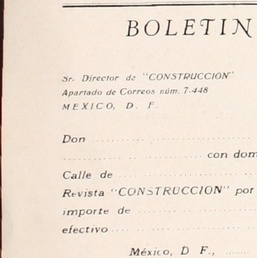 BOLETIN
Sr. Director de "CONSTRUCCION"
Apartado de Correos núm. 7-448
MEXICO, D. F.
Don
con dom
Calle de
Revista "CONSTRUCCION" por
importe de
efectivo
México, D F.,